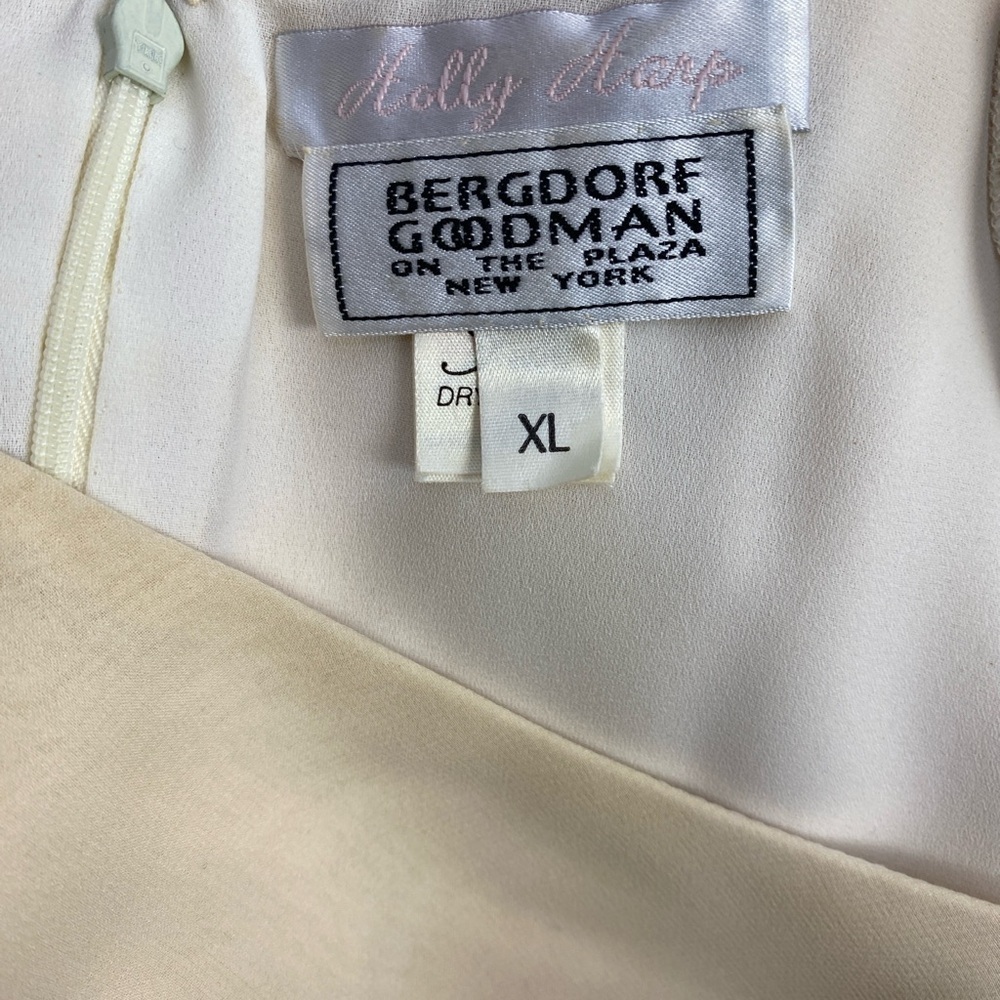 Holly Harp
BERGDORF
GOODMAN
ON THE PLAZA
NEW YORK
DRY
XL